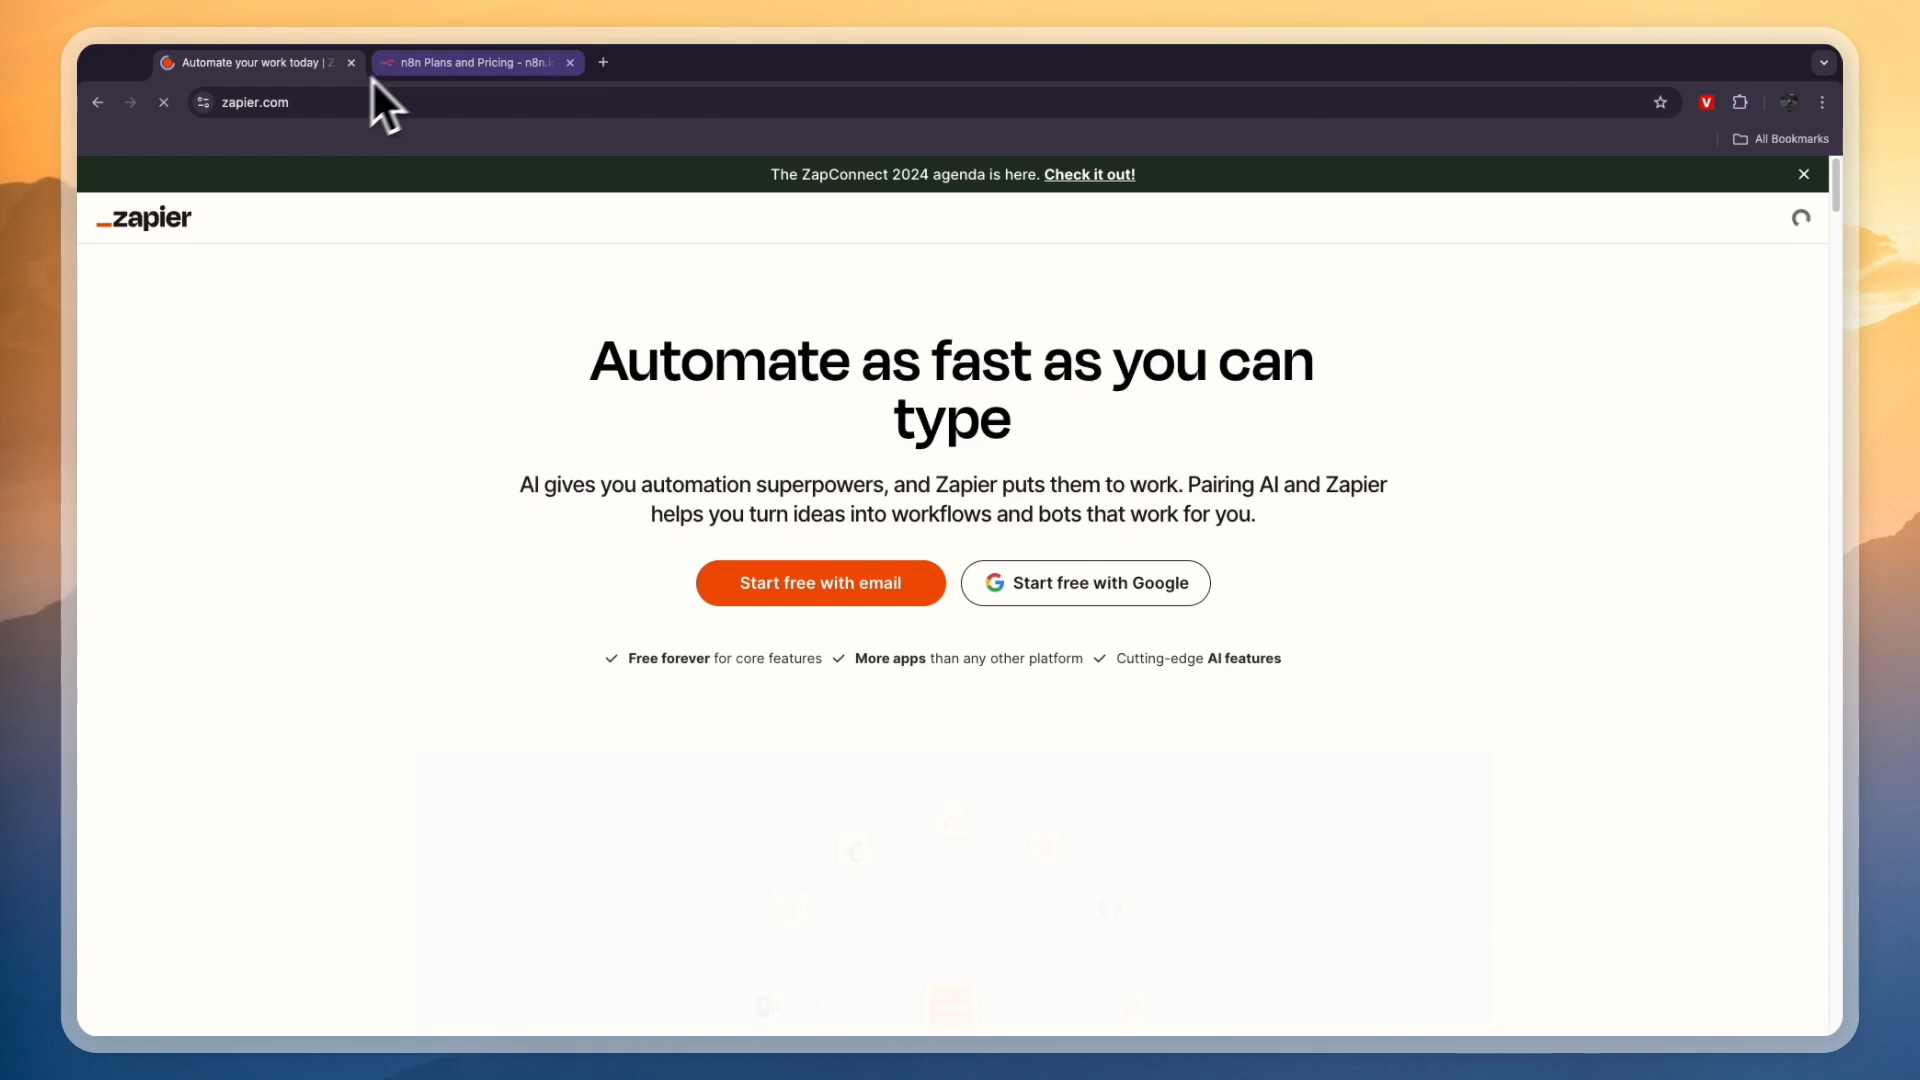 Automate your work today | Z
n8n Plans and Pricing - n8n.i
zapier.com
V
All Bookmarks
The ZapConnect 2024 agenda is here. Check it out!
_zapier
Automate as fast as you can
type
AI gives you automation superpowers, and Zapier puts them to work. Pairing AI and Zapier
helps you turn ideas into workflows and bots that work for you.
Start free with email
Start free with Google
Free forever for core features
More apps than any other platform
Cutting-edge AI features